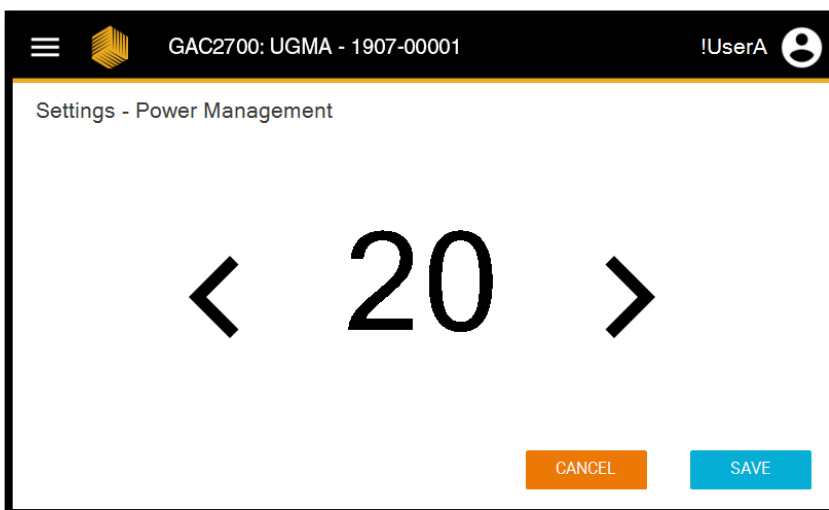 GAC2700: UGMA - 1907-00001 !UserA
Settings - Power Management
20
CANCEL SAVE